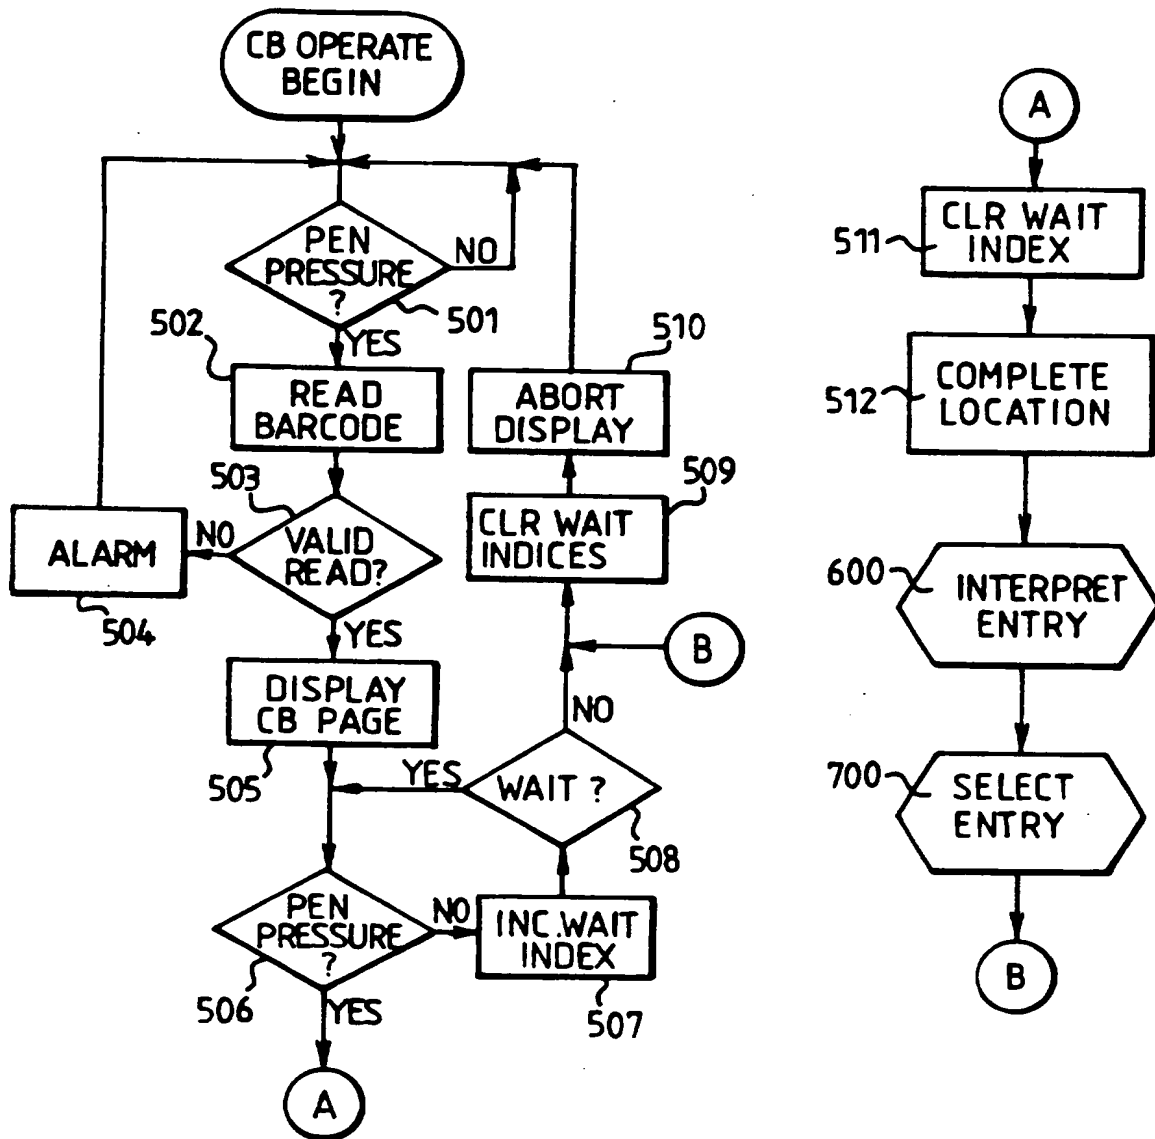 CB OPERATE
BEGIN
PEN
PRESSURE
?
NO
501
YES
502
READ
BARCODE
503
VALID
READ?
NO
ALARM
504
YES
DISPLAY
CB PAGE
505
PEN
PRESSURE
?
506
NO
YES
A
INC.WAIT
INDEX
507
WAIT ?
YES
508
NO
B
CLR WAIT
INDICES
509
ABORT
DISPLAY
510
A
CLR WAIT
INDEX
511
COMPLETE
LOCATION
512
INTERPRET
ENTRY
600
SELECT
ENTRY
700
B